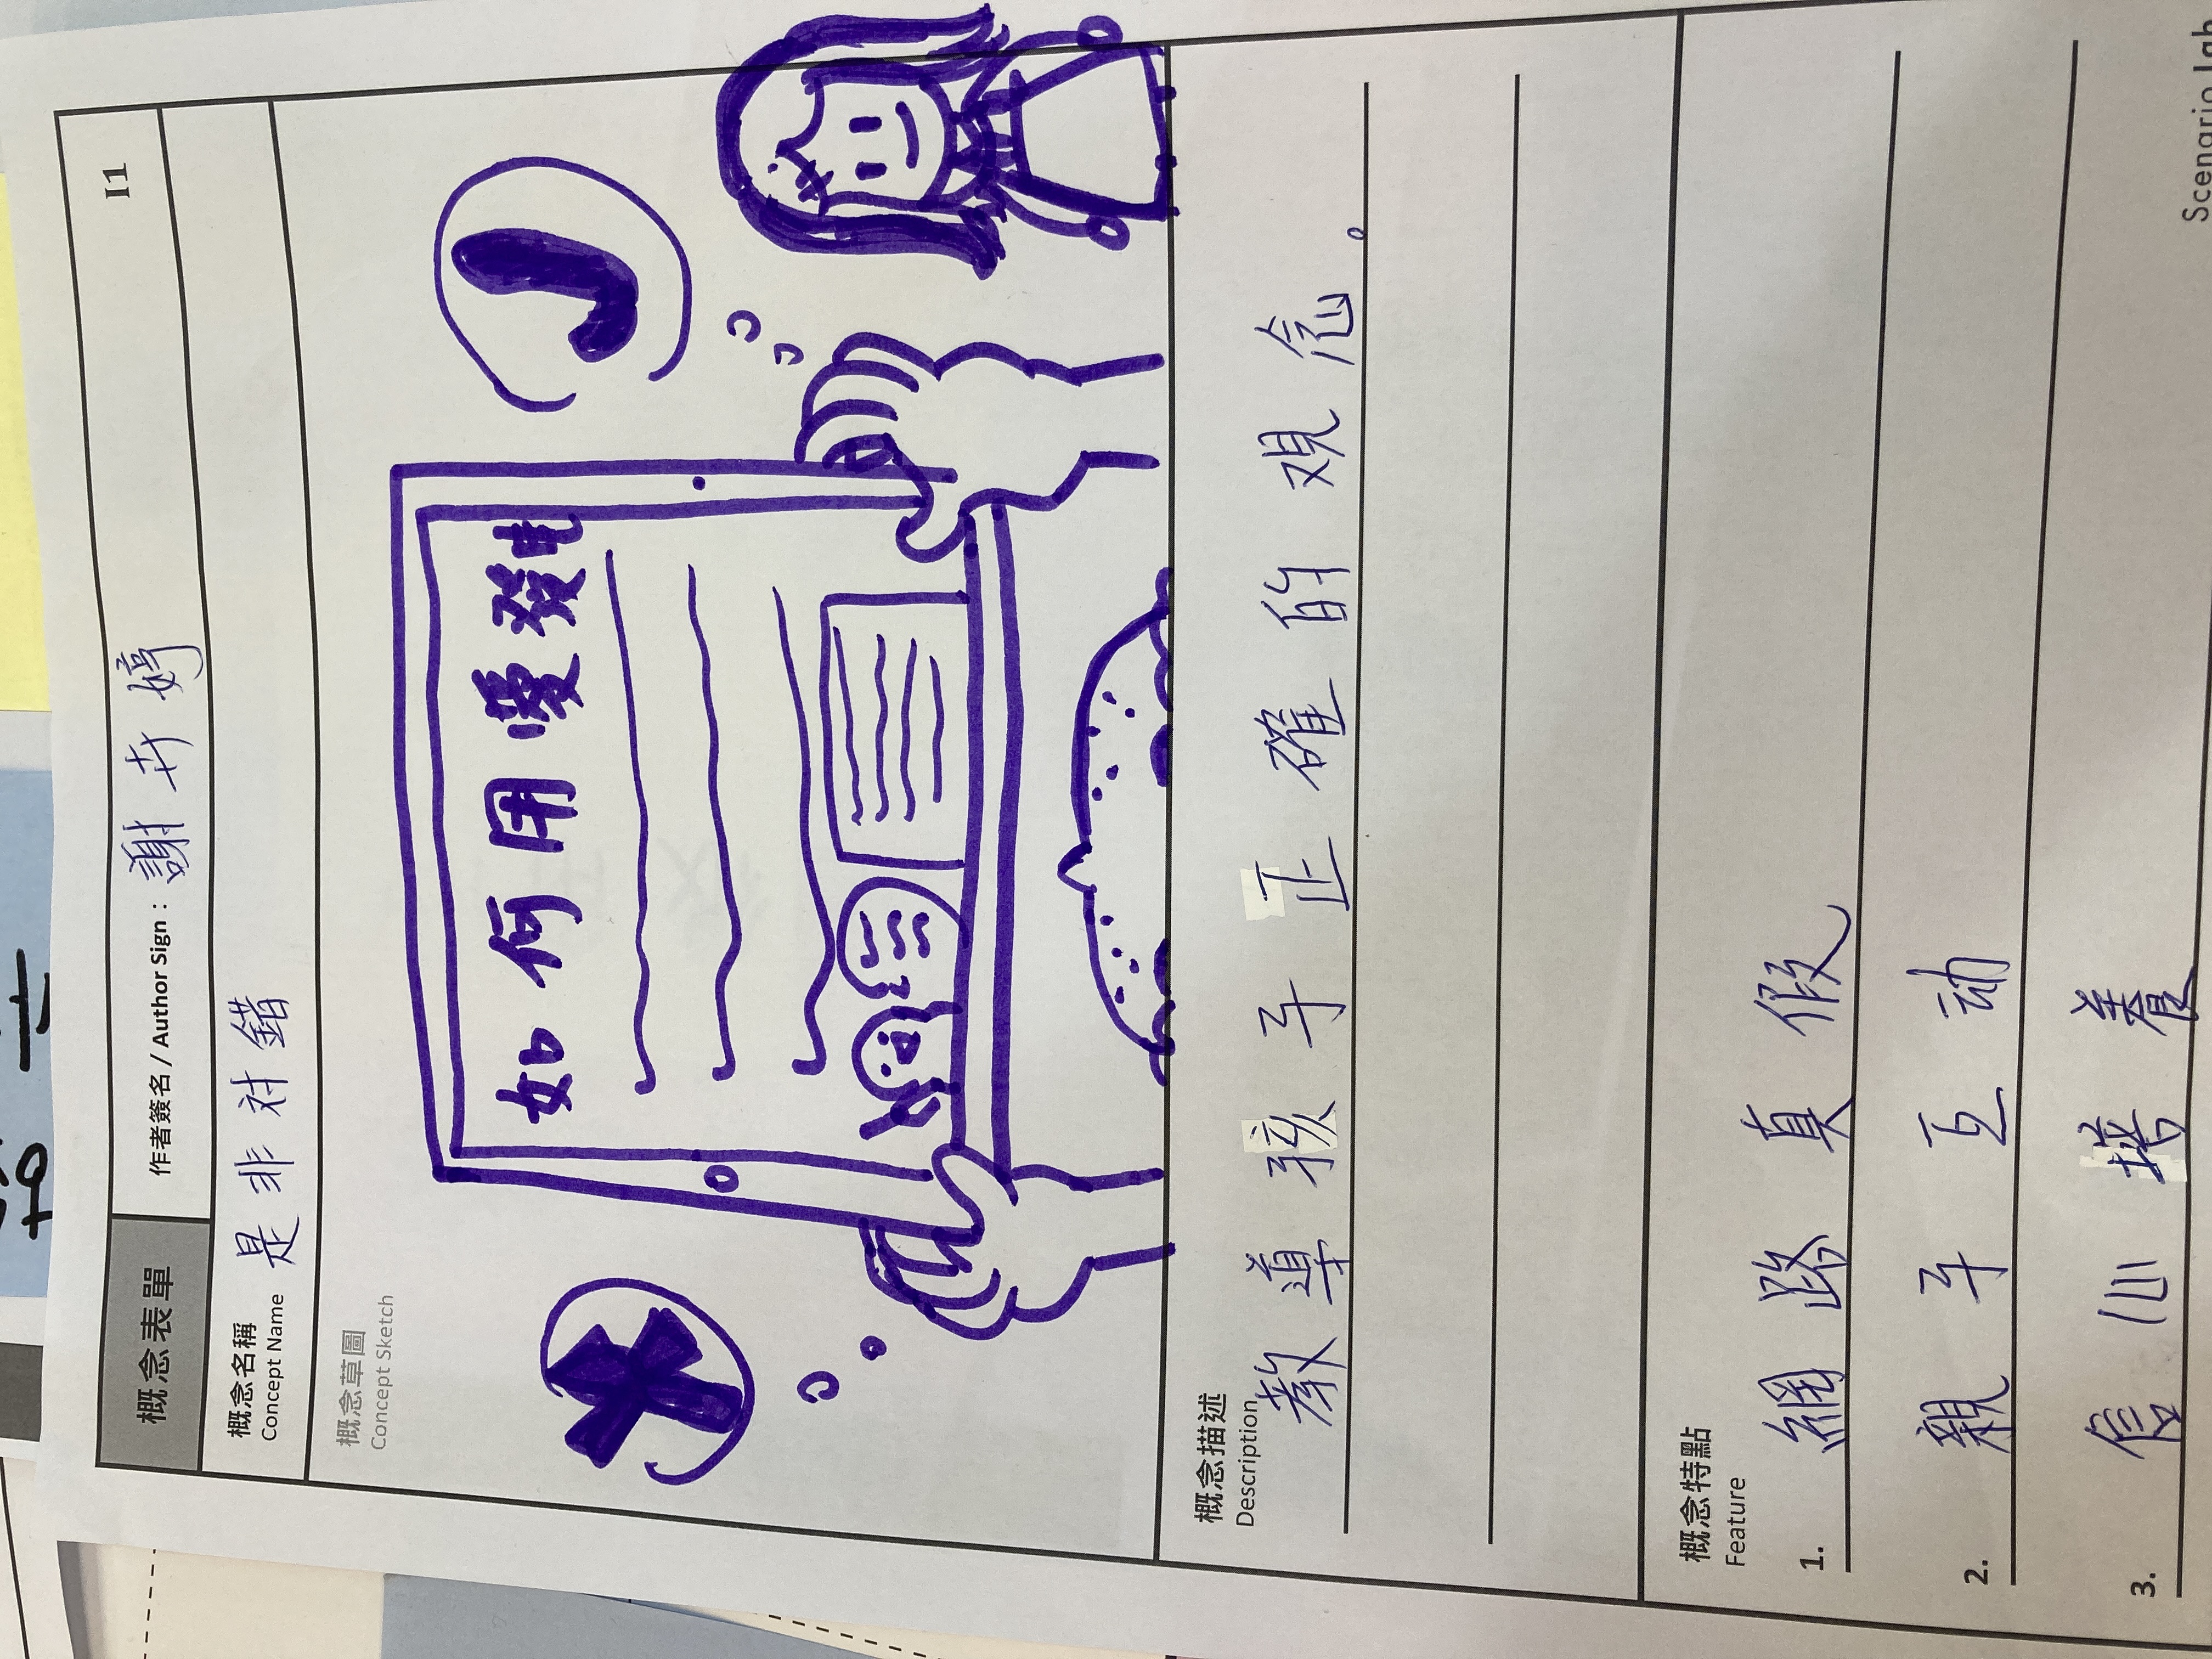 I1
概念表單
作者簽名 / Author Sign： 謝卉婷
概念名稱 是非対錯
Concept Name
概念草圖
Concept Sketch
如何用愛發電
概念描述
Description
教導孩子正確的观念。
概念特點
Feature
1. 網路真假
2. 親子互动
3. 信心培養
Scenario Lab